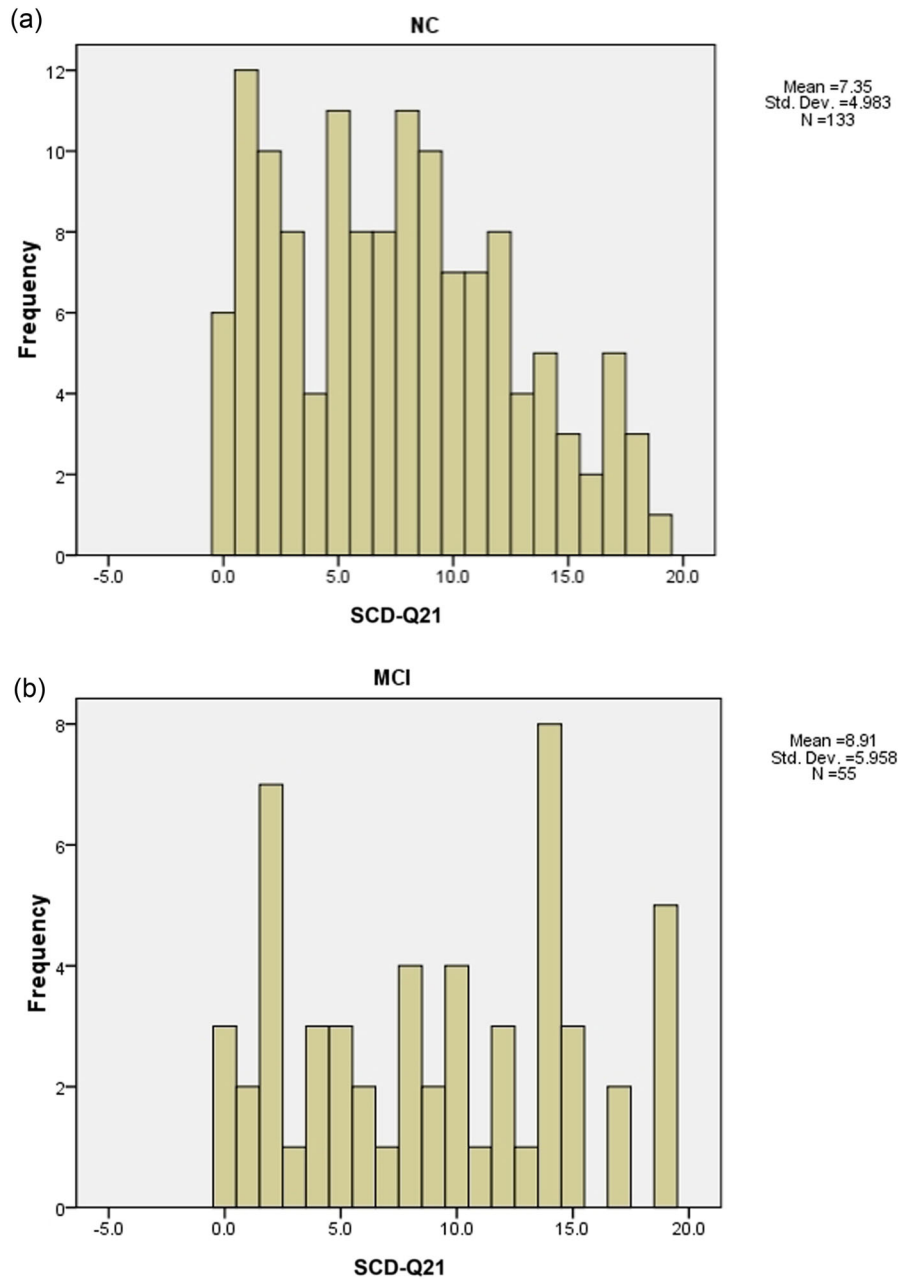 (a)
NC
Mean =7.35
Std. Dev. =4.983
N =133
Frequency
12
10
8
6
4
2
0
-5.0 0.0 5.0 10.0 15.0 20.0
SCD-Q21
(b)
MCI
Mean =8.91
Std. Dev. =5.958
N =55
Frequency
8
6
4
2
0
-5.0 0.0 5.0 10.0 15.0 20.0
SCD-Q21